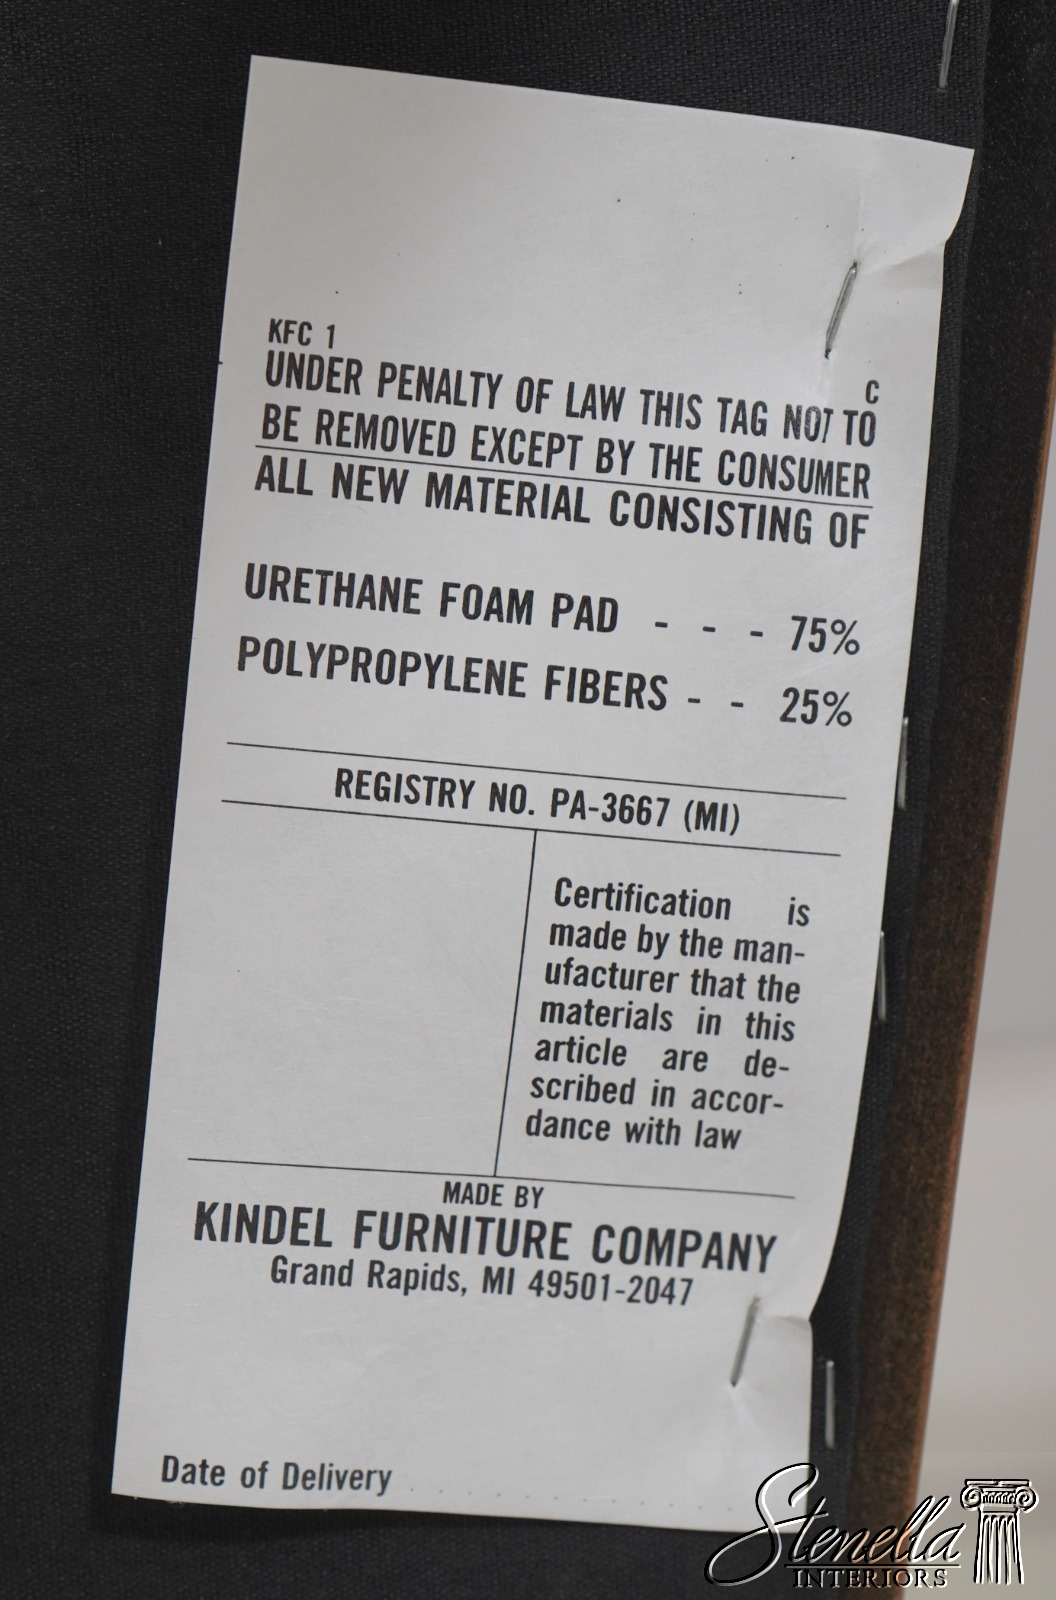 KFC 1
C
UNDER PENALTY OF LAW THIS TAG NOT TO
BE REMOVED EXCEPT BY THE CONSUMER
ALL NEW MATERIAL CONSISTING OF
URETHANE FOAM PAD - - - 75%
POLYPROPYLENE FIBERS - - 25%
REGISTRY NO. PA-3667 (MI)
Certification is
made by the man-
ufacturer that the
materials in this
article are de-
scribed in accor-
dance with law
MADE BY
KINDEL FURNITURE COMPANY
Grand Rapids, MI 49501-2047
Date of Delivery
Stenella
INTERIORS